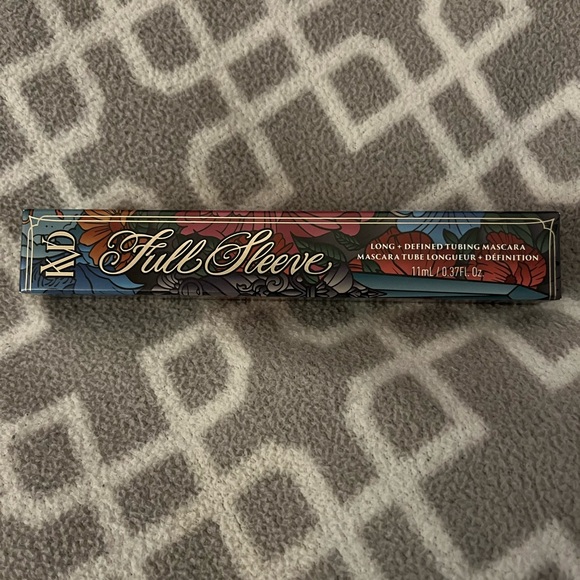 KVD
Full Sleeve
LONG + DEFINED TUBING MASCARA
MASCARA TUBE LONGUEUR + DÉFINITION
11mL / 0.37FL. Oz.